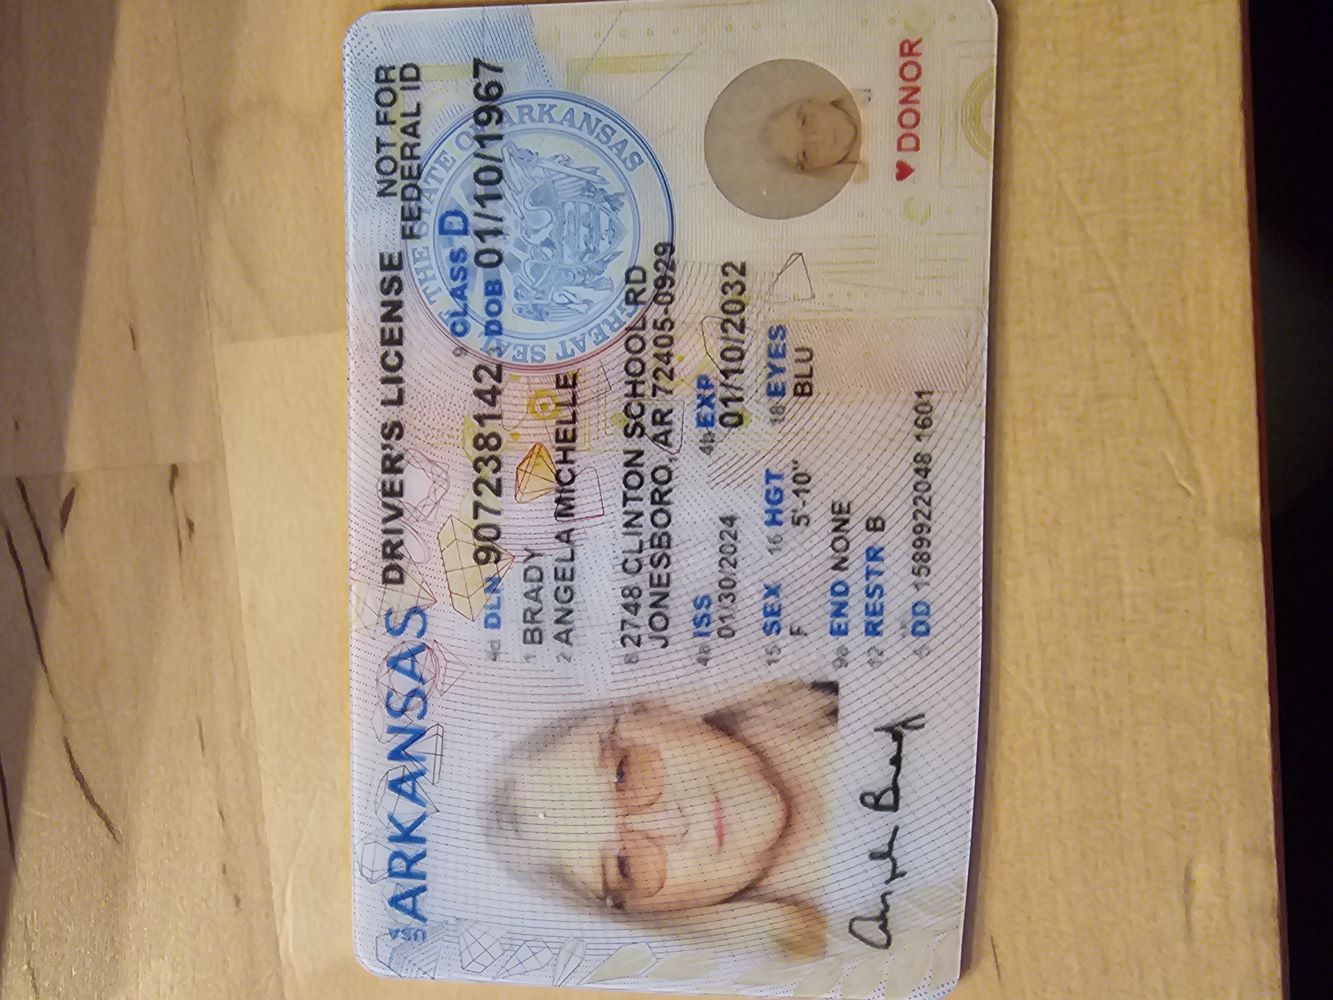 USA ARKANSAS DRIVER'S LICENSE NOT FOR FEDERAL ID
9 CLASS D
4d DLN 907238142 3 DOB 01/10/1967
1 BRADY
2 ANGELA MICHELLE
8 2748 CLINTON SCHOOL RD
JONESBORO, AR 72405-0929
4a ISS 4b EXP
01/30/2024 01/10/2032
15 SEX 16 HGT 18 EYES
F 5'-10" BLU
9a END NONE
12 RESTR B
5 DD 1589922048 1601
Angela Brady
♥ DONOR
GREAT SEAL OF THE STATE OF ARKANSAS